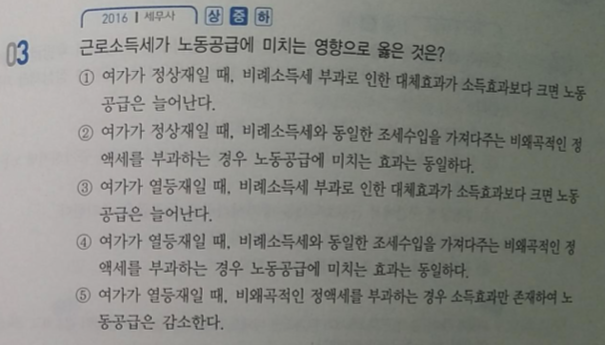 2016 | 세무사 상 중 하
03 근로소득세가 노동공급에 미치는 영향으로 옳은 것은?
① 여가가 정상재일 때, 비례소득세 부과로 인한 대체효과가 소득효과보다 크면 노동
공급은 늘어난다.
② 여가가 정상재일 때, 비례소득세와 동일한 조세수입을 가져다주는 비왜곡적인 정
액세를 부과하는 경우 노동공급에 미치는 효과는 동일하다.
③ 여가가 열등재일 때, 비례소득세 부과로 인한 대체효과가 소득효과보다 크면 노동
공급은 늘어난다.
④ 여가가 열등재일 때, 비례소득세와 동일한 조세수입을 가져다주는 비왜곡적인 정
액세를 부과하는 경우 노동공급에 미치는 효과는 동일하다.
⑤ 여가가 열등재일 때, 비왜곡적인 정액세를 부과하는 경우 소득효과만 존재하여 노
동공급은 감소한다.